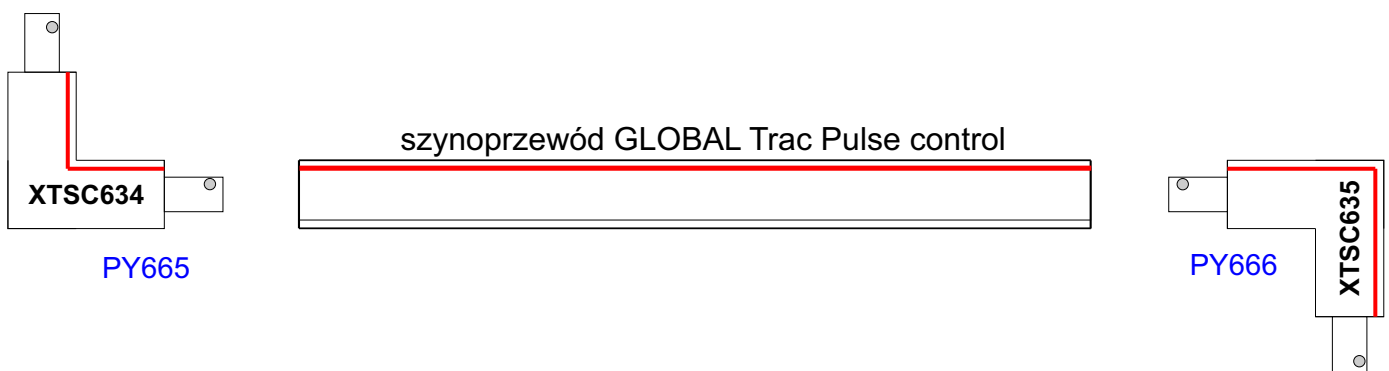 szynoprzewód GLOBAL Trac Pulse control
XTSC634
PY665
XTSC635
PY666